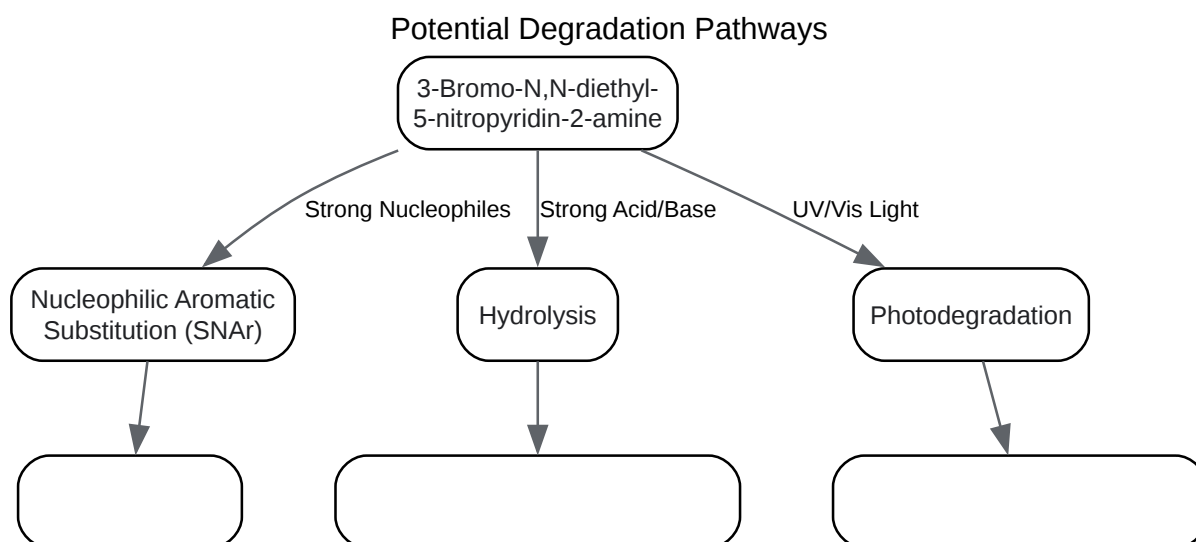 Potential Degradation Pathways
3-Bromo-N,N-diethyl-
5-nitropyridin-2-amine
Strong Nucleophiles
Strong Acid/Base
UV/Vis Light
Nucleophilic Aromatic
Substitution (SNAr)
Hydrolysis
Photodegradation